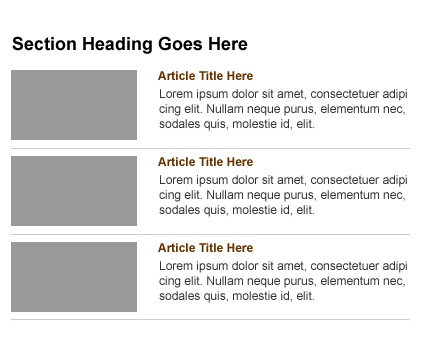 Section Heading Goes Here
Article Title Here
Lorem ipsum dolor sit amet, consectetuer adipi
cing elit. Nullam neque purus, elementum nec,
sodales quis, molestie id, elit.
Article Title Here
Lorem ipsum dolor sit amet, consectetuer adipi
cing elit. Nullam neque purus, elementum nec,
sodales quis, molestie id, elit.
Article Title Here
Lorem ipsum dolor sit amet, consectetuer adipi
cing elit. Nullam neque purus, elementum nec,
sodales quis, molestie id, elit.